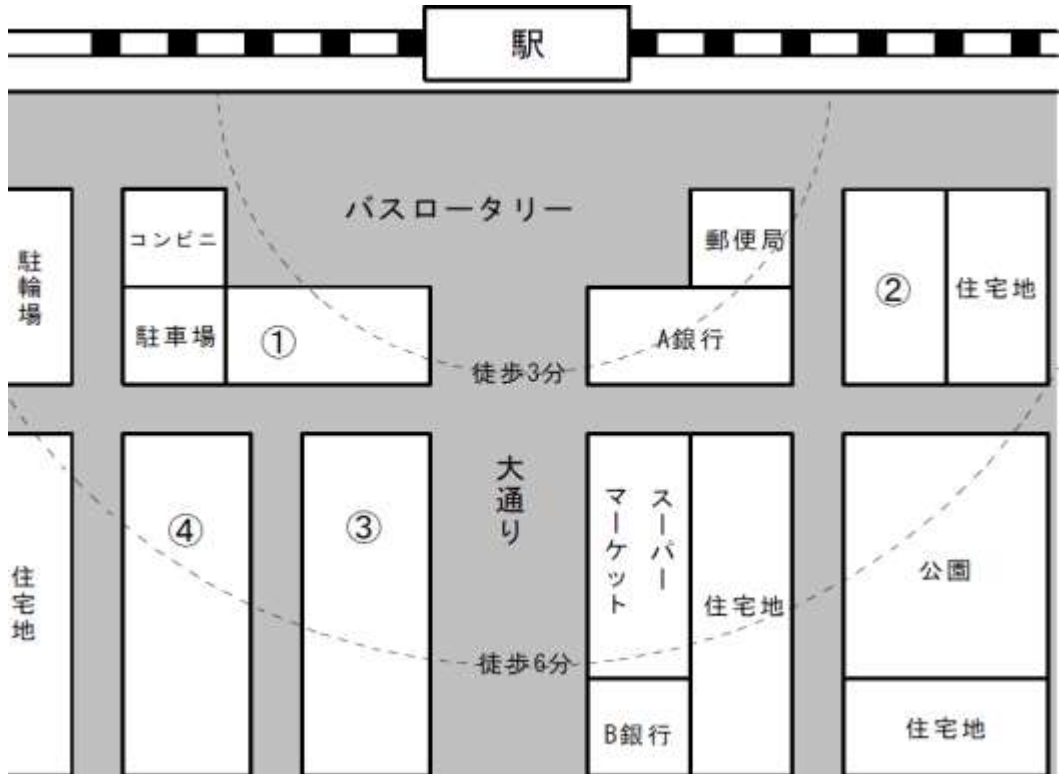 駅
バスロータリー
コンビニ
郵便局
駐輪場
駐車場
①
A銀行
②
住宅地
徒歩3分
大通り
スーパー
マーケット
④
③
住宅地
住宅地
公園
徒歩6分
B銀行
住宅地